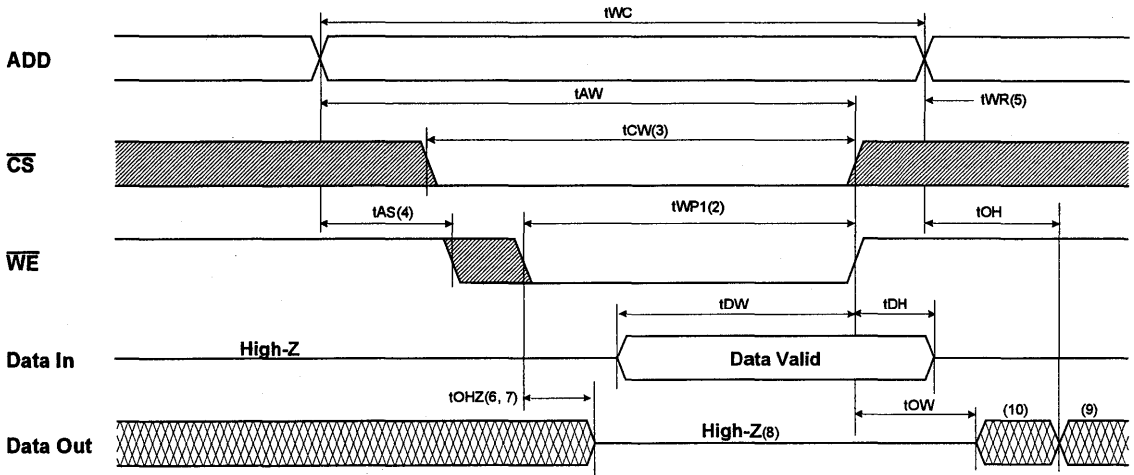 tWC
ADD
tAW
tWR(5)
tCW(3)
CS
tAS(4)
tWP1(2)
tOH
WE
tDW
tDH
High-Z
Data Valid
Data In
tOHZ(6, 7)
tOW
(10)
(9)
High-Z(8)
Data Out